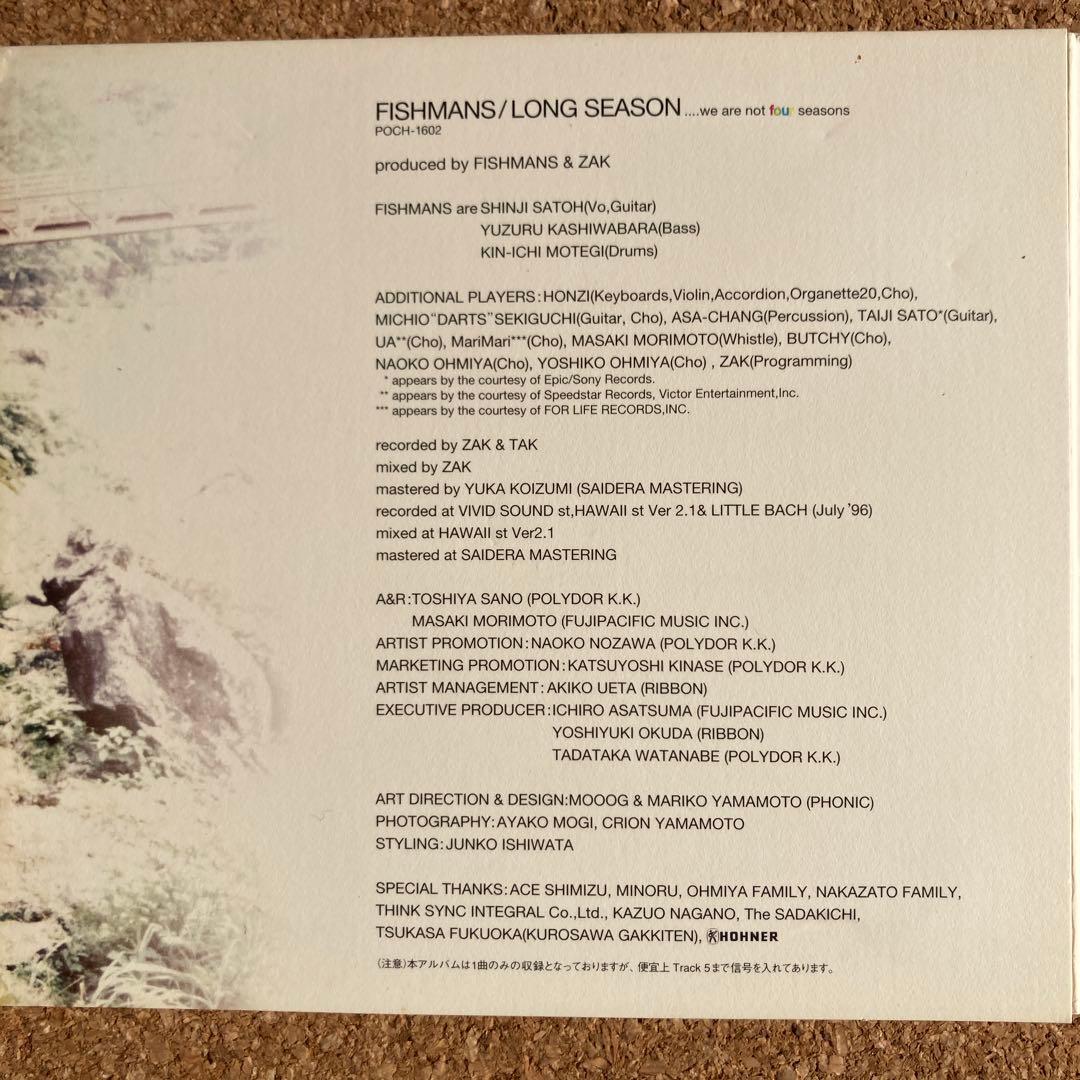 FISHMANS/LONG SEASON....we are not four seasons
POCH-1602
produced by FISHMANS & ZAK
FISHMANS are SHINJI SATOH(Vo,Guitar)
YUZURU KASHIWABARA(Bass)
KIN-ICHI MOTEGI(Drums)
ADDITIONAL PLAYERS:HONZI(Keyboards,Violin,Accordion,Organette20,Cho),
MICHIO“DARTS”SEKIGUCHI(Guitar, Cho), ASA-CHANG(Percussion), TAIJI SATO*(Guitar),
UA**(Cho), MariMari***(Cho), MASAKI MORIMOTO(Whistle), BUTCHY(Cho),
NAOKO OHMIYA(Cho), YOSHIKO OHMIYA(Cho) , ZAK(Programming)
* appears by the courtesy of Epic/Sony Records.
** appears by the courtesy of Speedstar Records, Victor Entertainment,Inc.
*** appears by the courtesy of FOR LIFE RECORDS,INC.
recorded by ZAK & TAK
mixed by ZAK
mastered by YUKA KOIZUMI (SAIDERA MASTERING)
recorded at VIVID SOUND st,HAWAII st Ver 2.1& LITTLE BACH (July ’96)
mixed at HAWAII st Ver2.1
mastered at SAIDERA MASTERING
A&R:TOSHIYA SANO (POLYDOR K.K.)
MASAKI MORIMOTO (FUJIPACIFIC MUSIC INC.)
ARTIST PROMOTION:NAOKO NOZAWA (POLYDOR K.K.)
MARKETING PROMOTION:KATSUYOSHI KINASE (POLYDOR K.K.)
ARTIST MANAGEMENT:AKIKO UETA (RIBBON)
EXECUTIVE PRODUCER:ICHIRO ASATSUMA (FUJIPACIFIC MUSIC INC.)
YOSHIYUKI OKUDA (RIBBON)
TADATAKA WATANABE (POLYDOR K.K.)
ART DIRECTION & DESIGN:MOOOG & MARIKO YAMAMOTO (PHONIC)
PHOTOGRAPHY:AYAKO MOGI, CRION YAMAMOTO
STYLING:JUNKO ISHIWATA
SPECIAL THANKS:ACE SHIMIZU, MINORU, OHMIYA FAMILY, NAKAZATO FAMILY,
THINK SYNC INTEGRAL Co.,Ltd., KAZUO NAGANO, The SADAKICHI,
TSUKASA FUKUOKA(KUROSAWA GAKKITEN), HOHNER
（注意）本アルバムは1曲のみの収録となっておりますが、便宜上 Track 5まで信号を入れてあります。